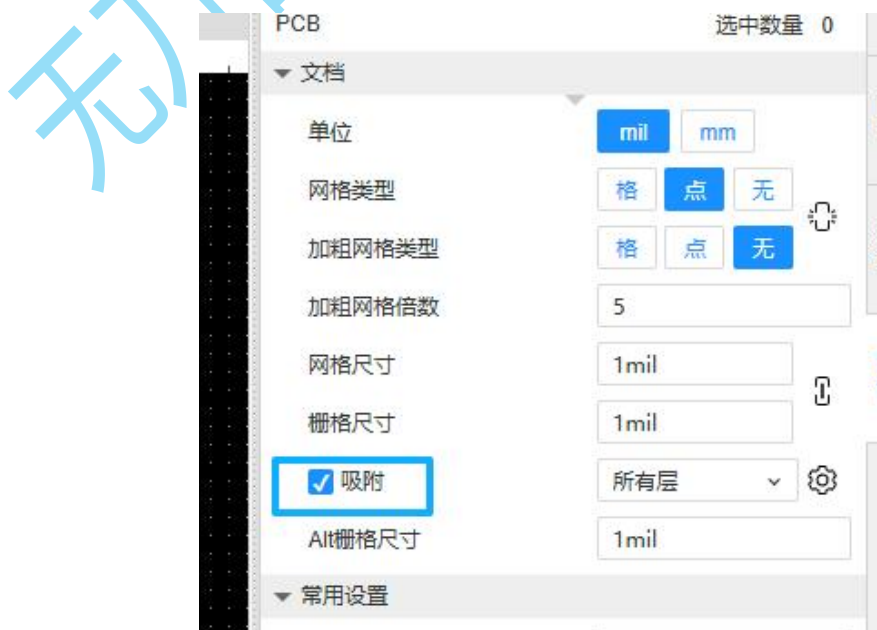 PCB 选中数量 0
文档
单位 mil mm
网格类型 格 点 无
加粗网格类型 格 点 无
加粗网格倍数 5
网格尺寸 1mil
栅格尺寸 1mil
吸附 所有层
Alt栅格尺寸 1mil
常用设置